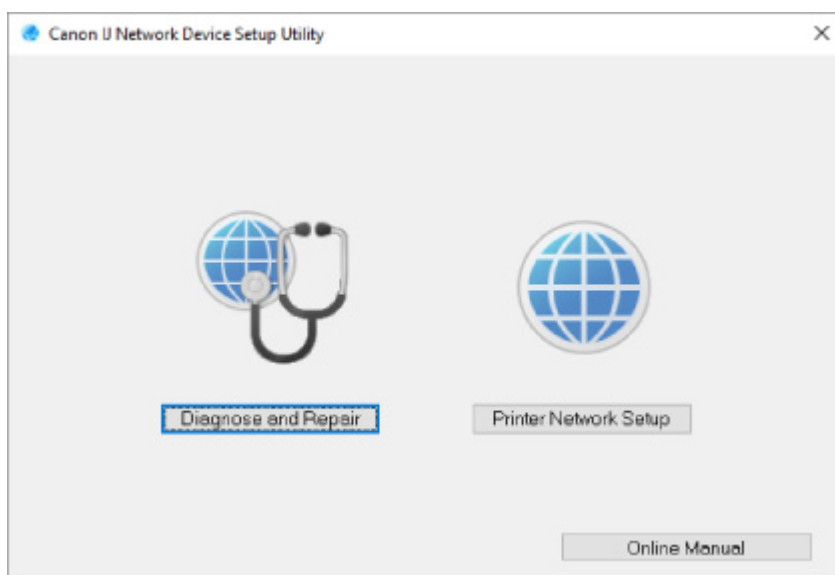 Canon IJ Network Device Setup Utility
Diagnose and Repair
Printer Network Setup
Online Manual